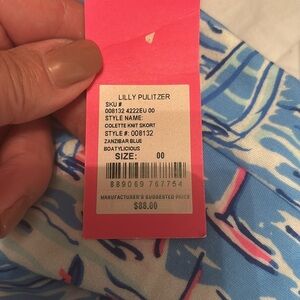 LILLY PULITZER
SKU #
008132 4222EU 00
STYLE NAME:
COLETTE KNIT SKORT
STYLE #: 008132
ZANZIBAR BLUE
BOATYLICIOUS
SIZE: 00
889069 767754
MANUFACTURER'S SUGGESTED PRICE
$88.00